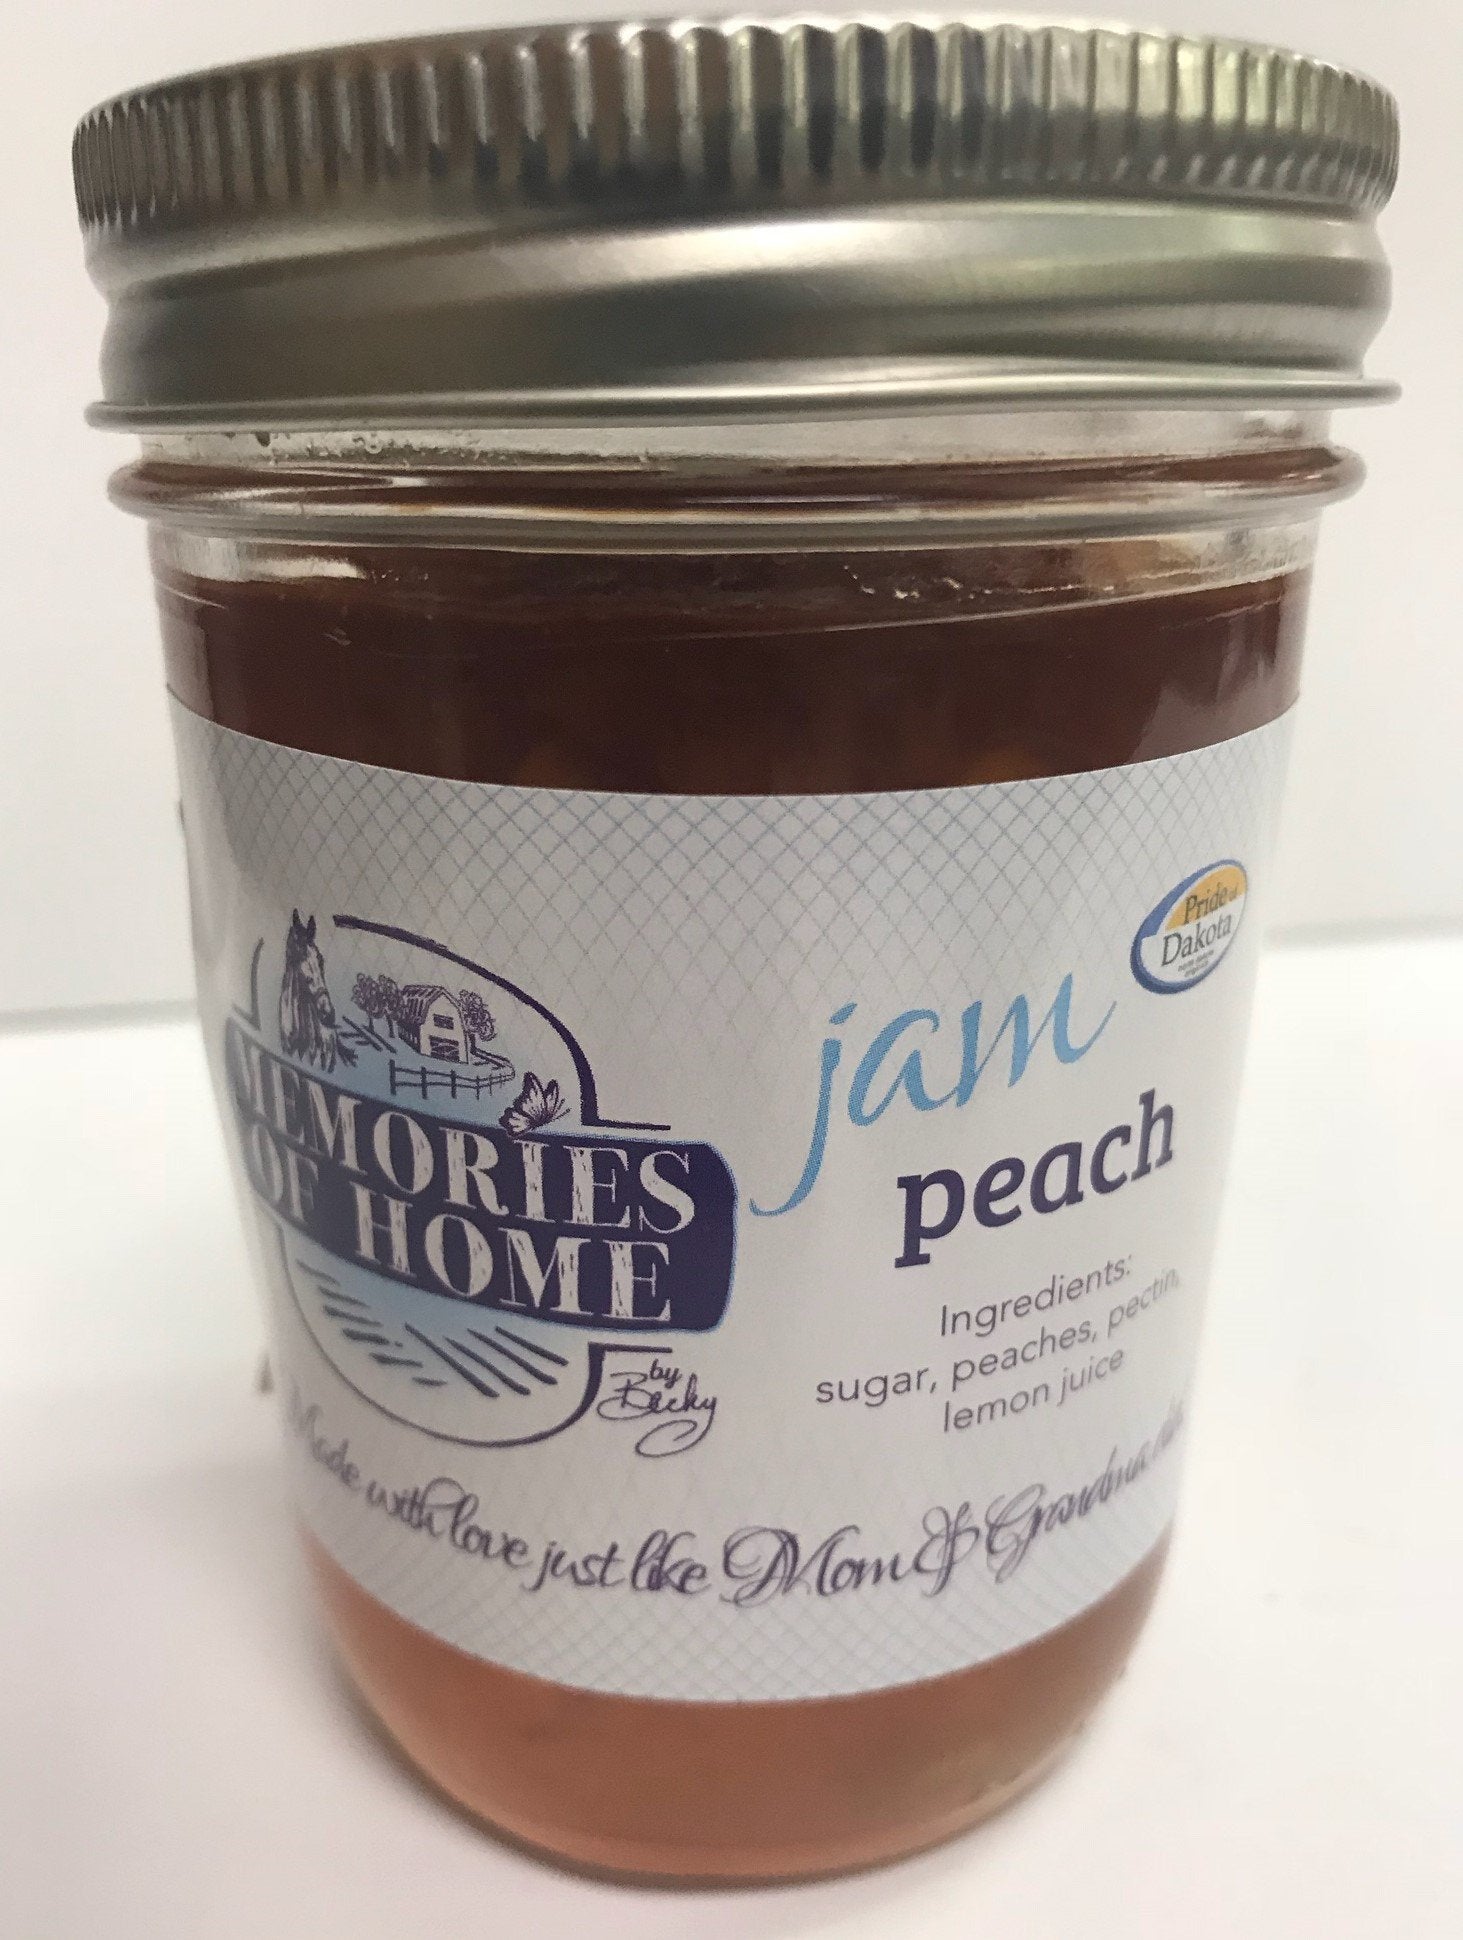 Pride of
Dakota
jam
peach
MEMORIES
OF HOME
by
Becky
Ingredients:
sugar, peaches, pectin,
lemon juice
Made with love just like Mom & Grandma